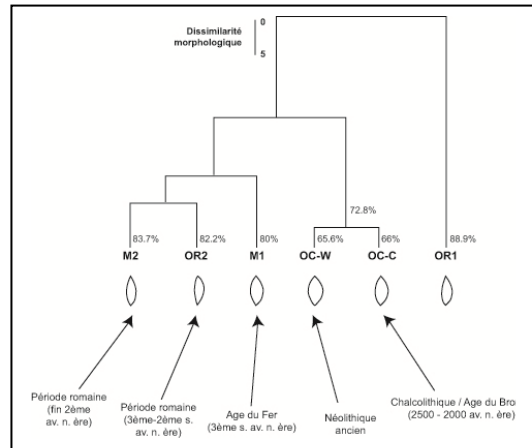 Dissimilarité
morphologique
0
5
72.8%
83.7% 82.2% 80% 65.6% 66% 88.9%
M2 OR2 M1 OC-W OC-C OR1
Période romaine
(fin 2ème
av. n. ère)
Période romaine
(3ème-2ème s.
av. n. ère)
Age du Fer
(3ème s. av. n. ère)
Néolithique
ancien
Chalcolithique / Age du Bro
(2500 - 2000 av. n. ère)